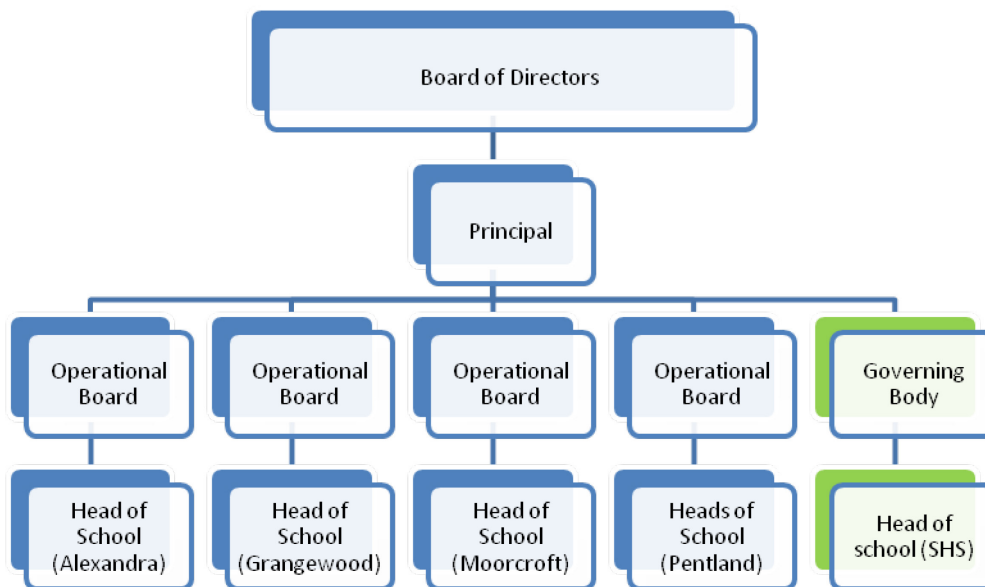 Board of Directors
Principal
Operational
Board
Operational
Board
Operational
Board
Operational
Board
Governing
Body
Head of
School
(Alexandra)
Head of
School
(Grangewood)
Head of
School
(Moorcroft)
Heads of
School
(Pentland)
Head of
school (SHS)